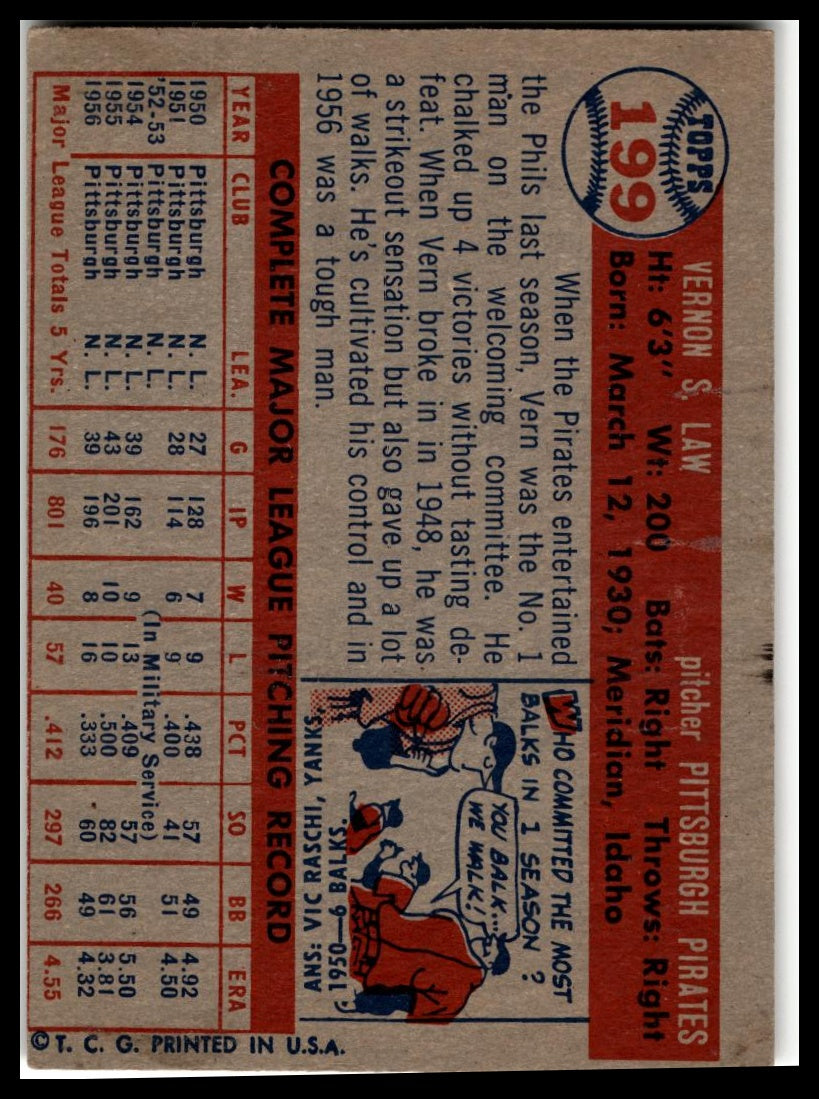 TOPPS
199
VERNON S. LAW pitcher PITTSBURGH PIRATES
Ht: 6'3" Wt: 200 Bats: Right Throws: Right
Born: March 12, 1930; Meridian, Idaho
When the Pirates entertained
the Phils last season, Vern was the No. 1
man on the welcoming committee. He
chalked up 4 victories without tasting de-
feat. When Vern broke in in 1948, he was
a strikeout sensation but also gave up a lot
of walks. He's cultivated his control and in
1956 was a tough man.
WHO COMMITTED THE MOST
BALKS IN 1 SEASON?
YOU BALK...
WE WALK!
ANS: VIC RASCHI, YANKS,
1950—6 BALKS.
COMPLETE MAJOR LEAGUE PITCHING RECORD
YEAR CLUB LEA. G IP W L PCT SO BB ERA
1950 Pittsburgh N. L. 27 128 7 9 .438 57 49 4.92
1951 Pittsburgh N. L. 28 114 6 9 .400 41 51 4.50
'52-53 Pittsburgh N. L. (In Military Service)
1954 Pittsburgh N. L. 39 162 9 13 .409 57 56 5.50
1955 Pittsburgh N. L. 43 201 10 10 .500 82 61 3.81
1956 Pittsburgh N. L. 39 196 8 16 .333 60 49 4.32
Major League Totals 5 Yrs. 176 801 40 57 .412 297 266 4.55
© T. C. G. PRINTED IN U.S.A.